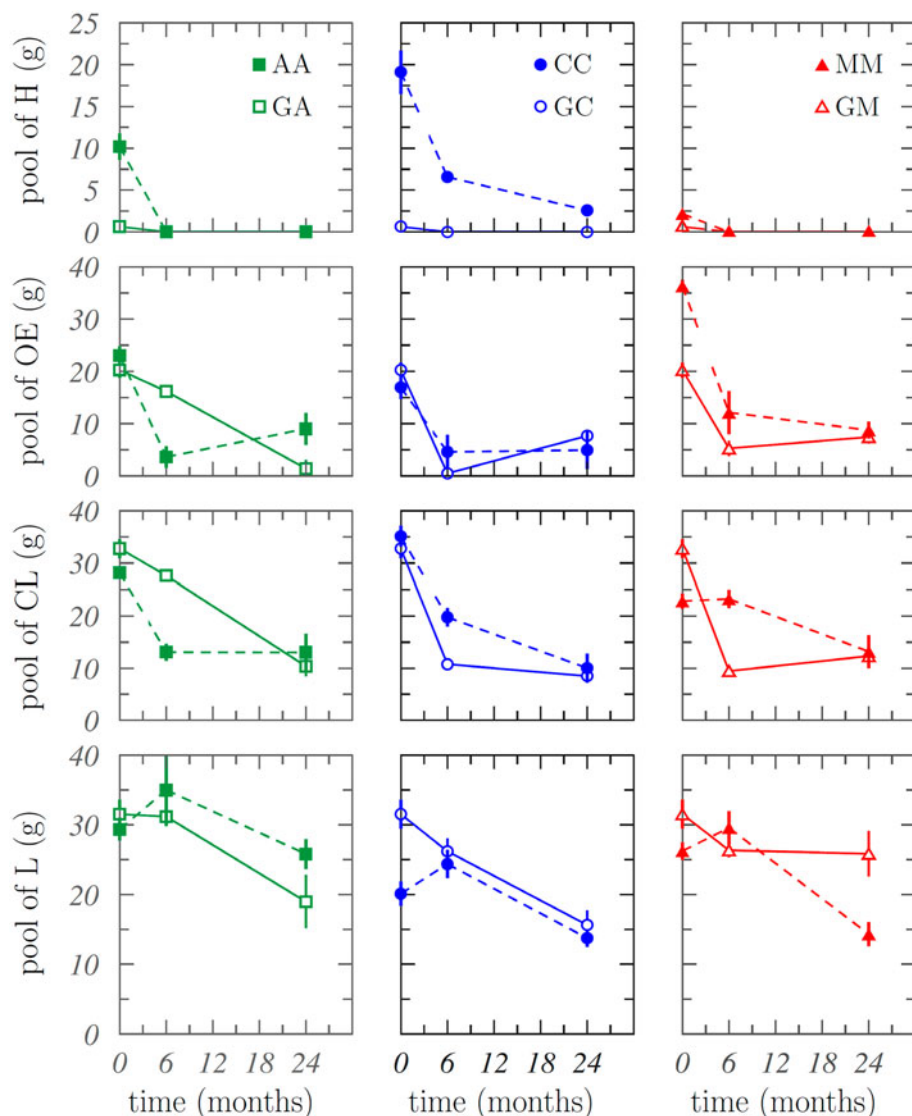 pool of H (g)
25
20
15
10
5
0
AA
GA
CC
GC
MM
GM
pool of OE (g)
40
30
20
10
0
pool of CL (g)
40
30
20
10
0
pool of L (g)
40
30
20
10
0
0 6 12 18 24
0 6 12 18 24
0 6 12 18 24
time (months)
time (months)
time (months)